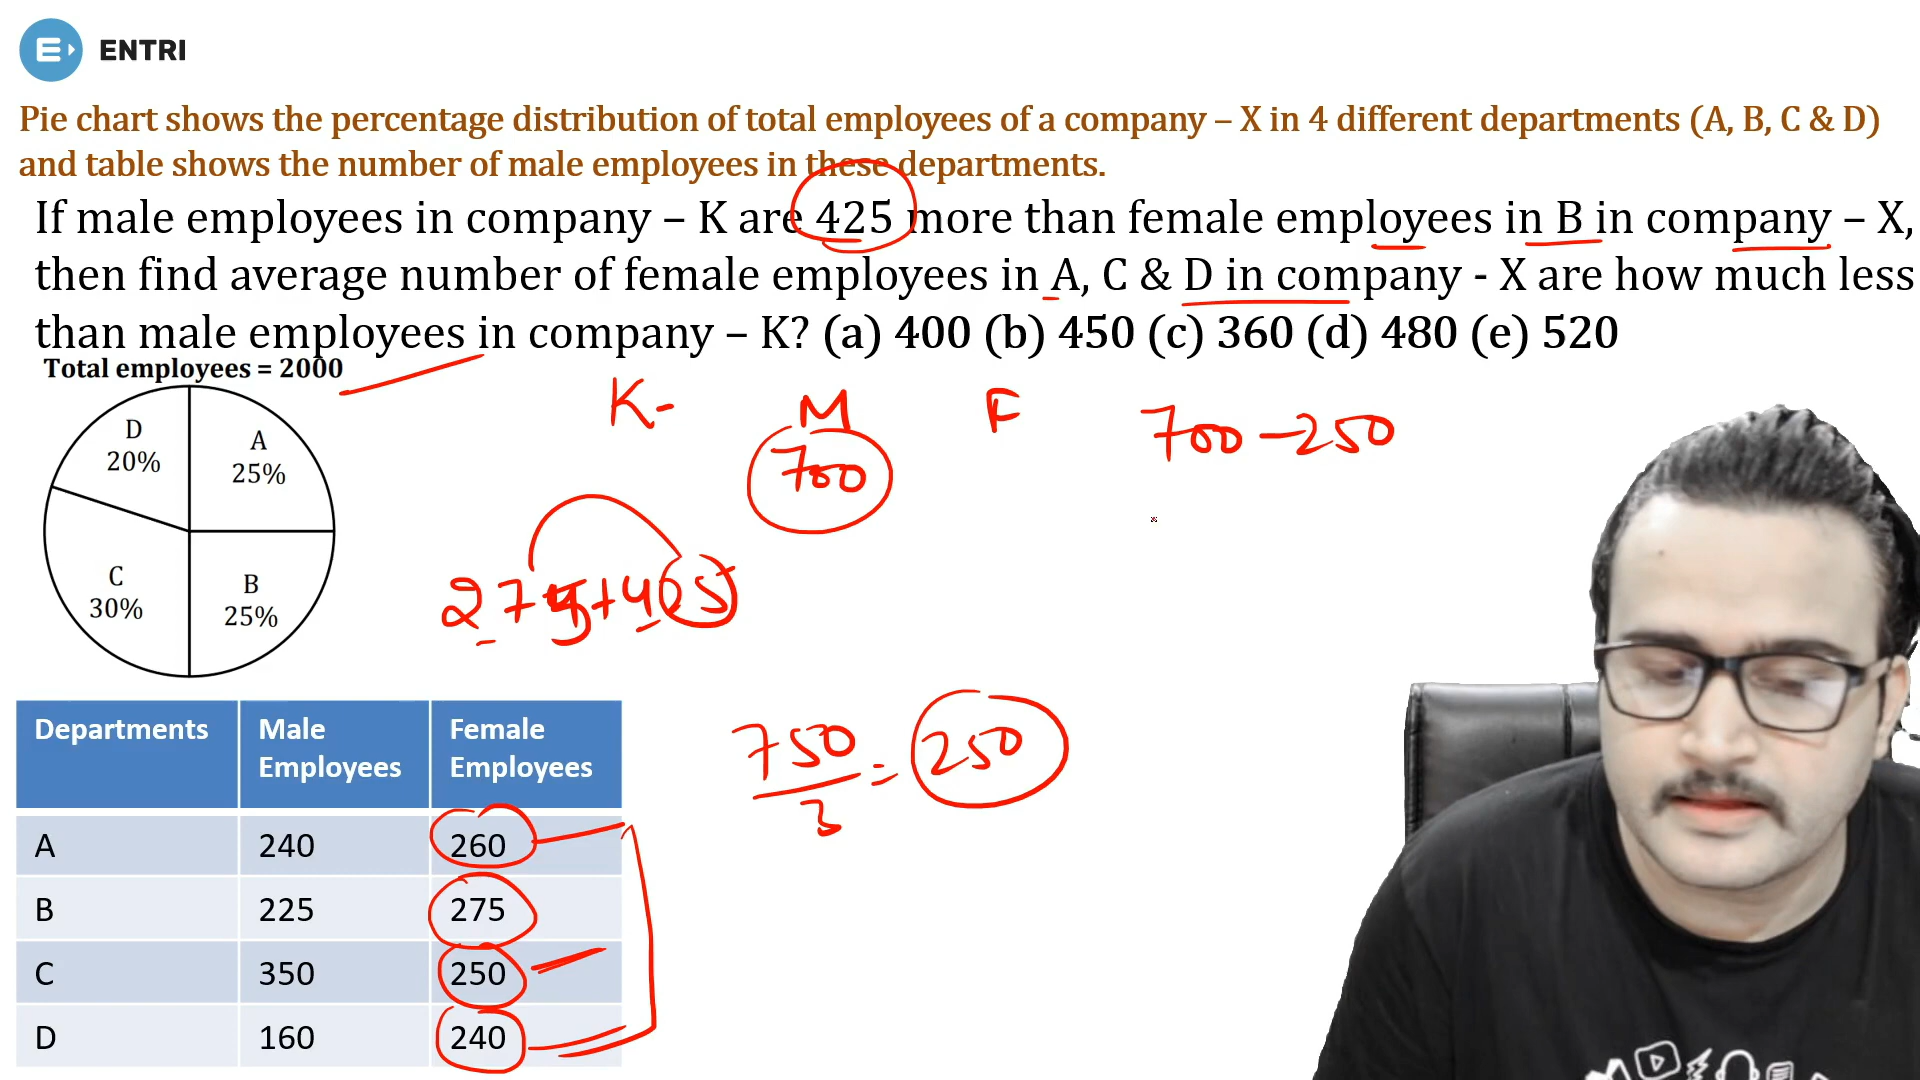 ENTRI
Pie chart shows the percentage distribution of total employees of a company – X in 4 different departments (A, B, C & D)
and table shows the number of male employees in these departments.
If male employees in company – K are 425 more than female employees in B in company – X,
then find average number of female employees in A, C & D in company - X are how much less
than male employees in company – K? (a) 400 (b) 450 (c) 360 (d) 480 (e) 520
Total employees = 2000
D
20%
A
25%
C
30%
B
25%
K- M F
700
700-250
275+425
750/3 = 250
Departments Male Employees Female Employees
A 240 260
B 225 275
C 350 250
D 160 240